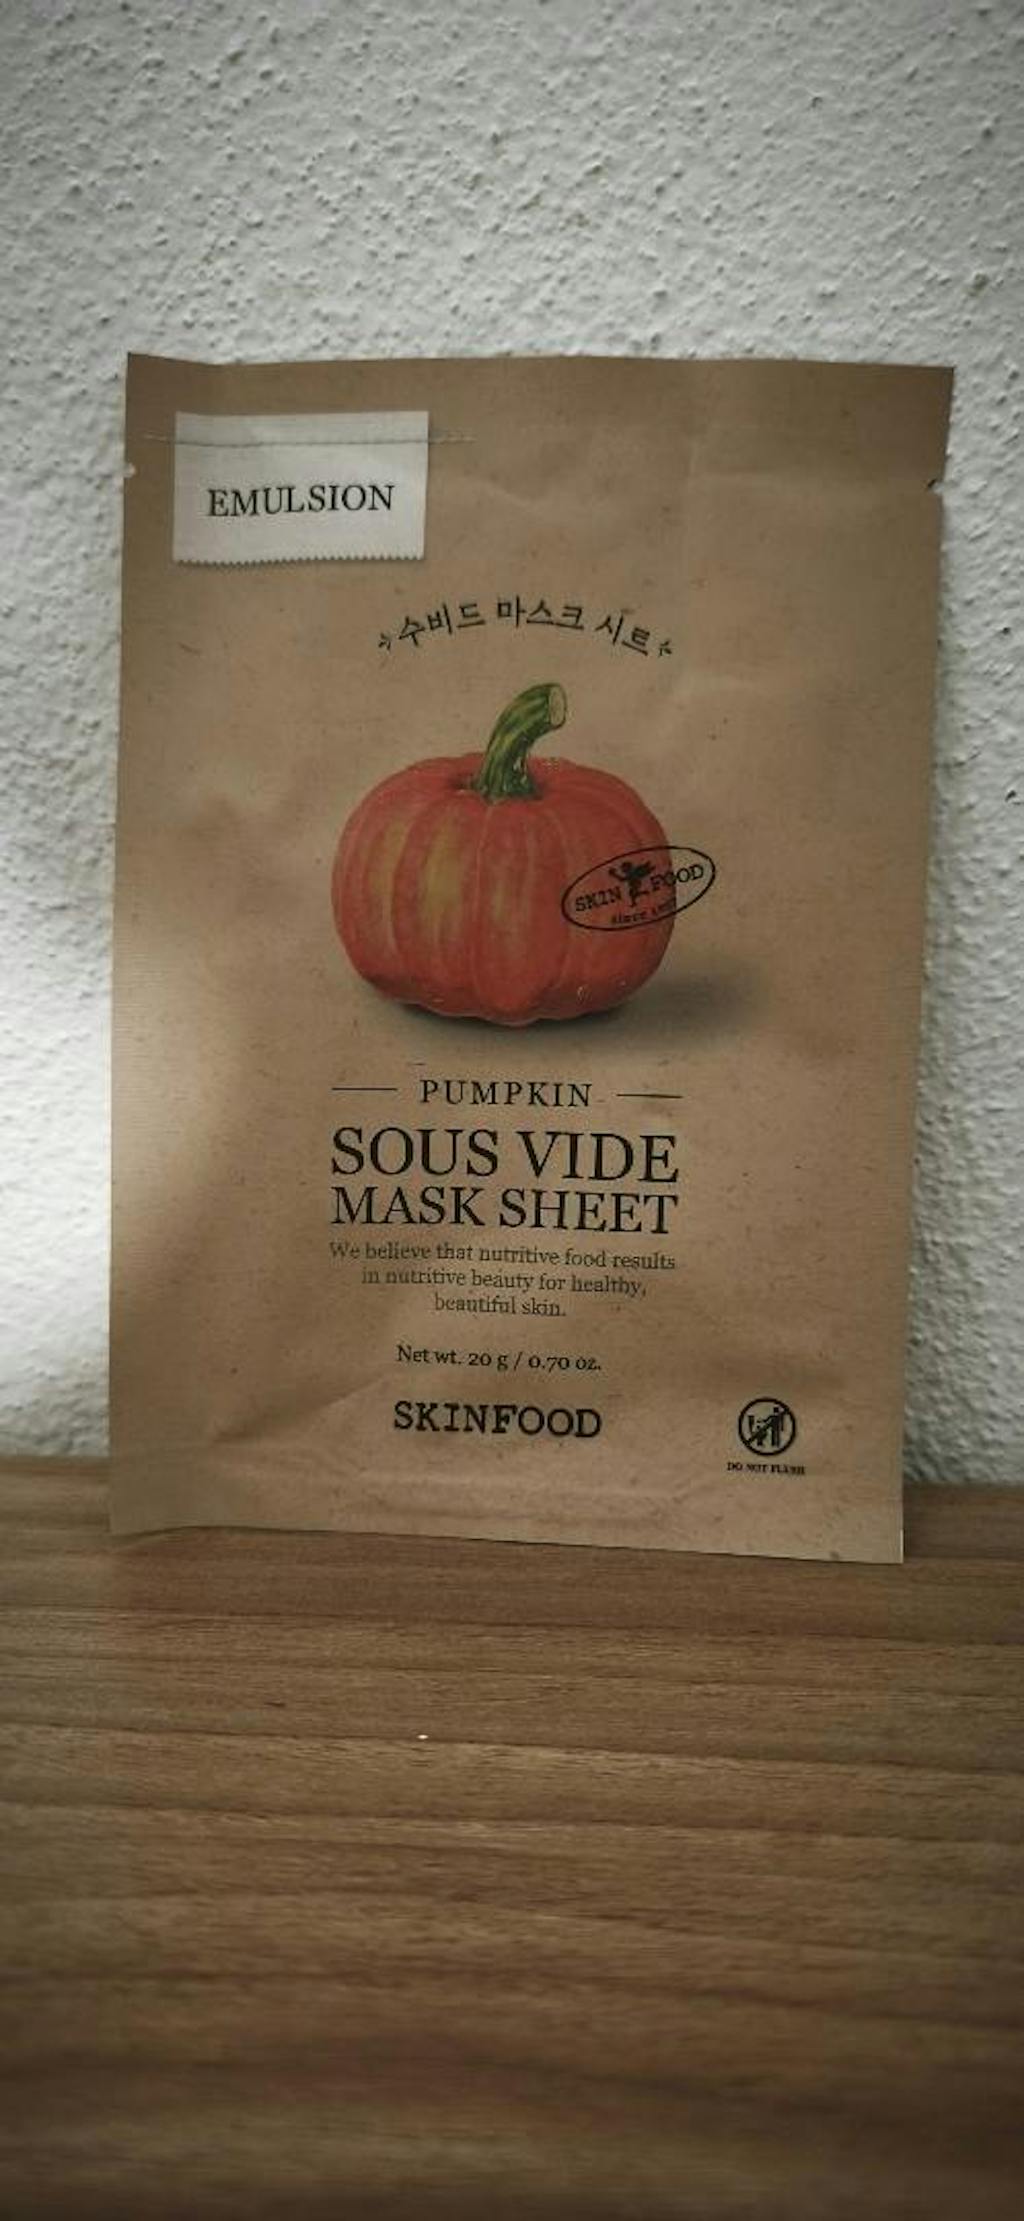 EMULSION
수비드 마스크 시트
SKIN FOOD
since
PUMPKIN
SOUS VIDE
MASK SHEET
We believe that nutritive food results
in nutritive beauty for healthy,
beautiful skin.
Net wt. 20 g / 0.70 oz.
SKINFOOD
DO NOT FLUSH